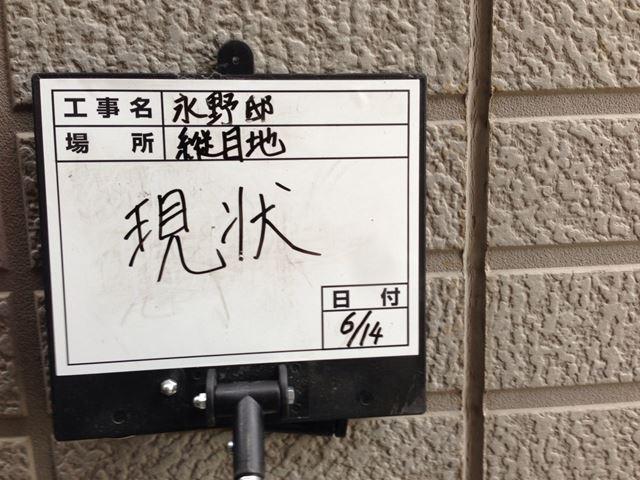 工事名 永野邸
場所 縦目地
現状
日付
6/14